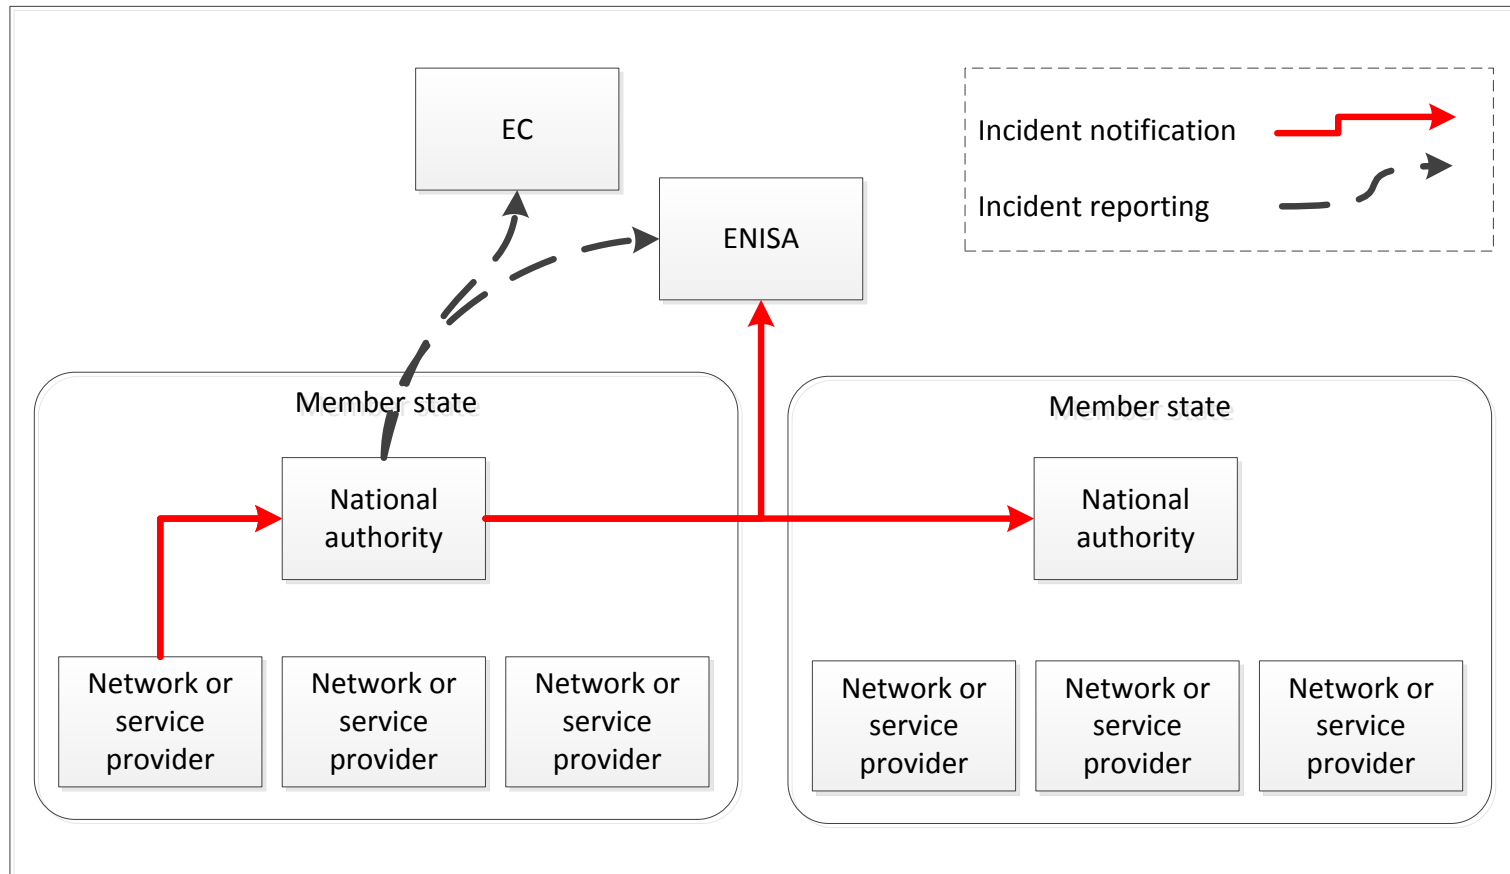 EC
Incident notification
Incident reporting
ENISA
Member state
National
authority
Network or
service
provider
Network or
service
provider
Network or
service
provider
Member state
National
authority
Network or
service
provider
Network or
service
provider
Network or
service
provider